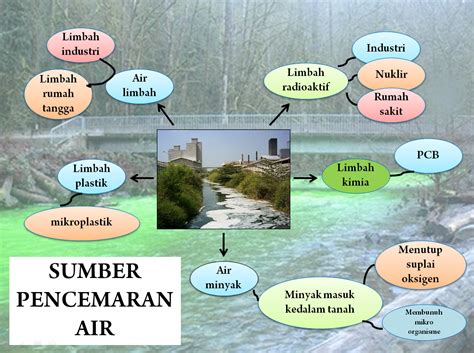 Limbah
industri
Limbah
rumah
tangga
Air
limbah
Limbah
radioaktif
Industri
Nuklir
Rumah
sakit
Limbah
plastik
mikroplastik
Limbah
kimia
PCB
SUMBER
PENCEMARAN
AIR
Air
minyak
Minyak masuk
kedalam tanah
Menutup
suplai
oksigen
Membunuh
mikro
organisme